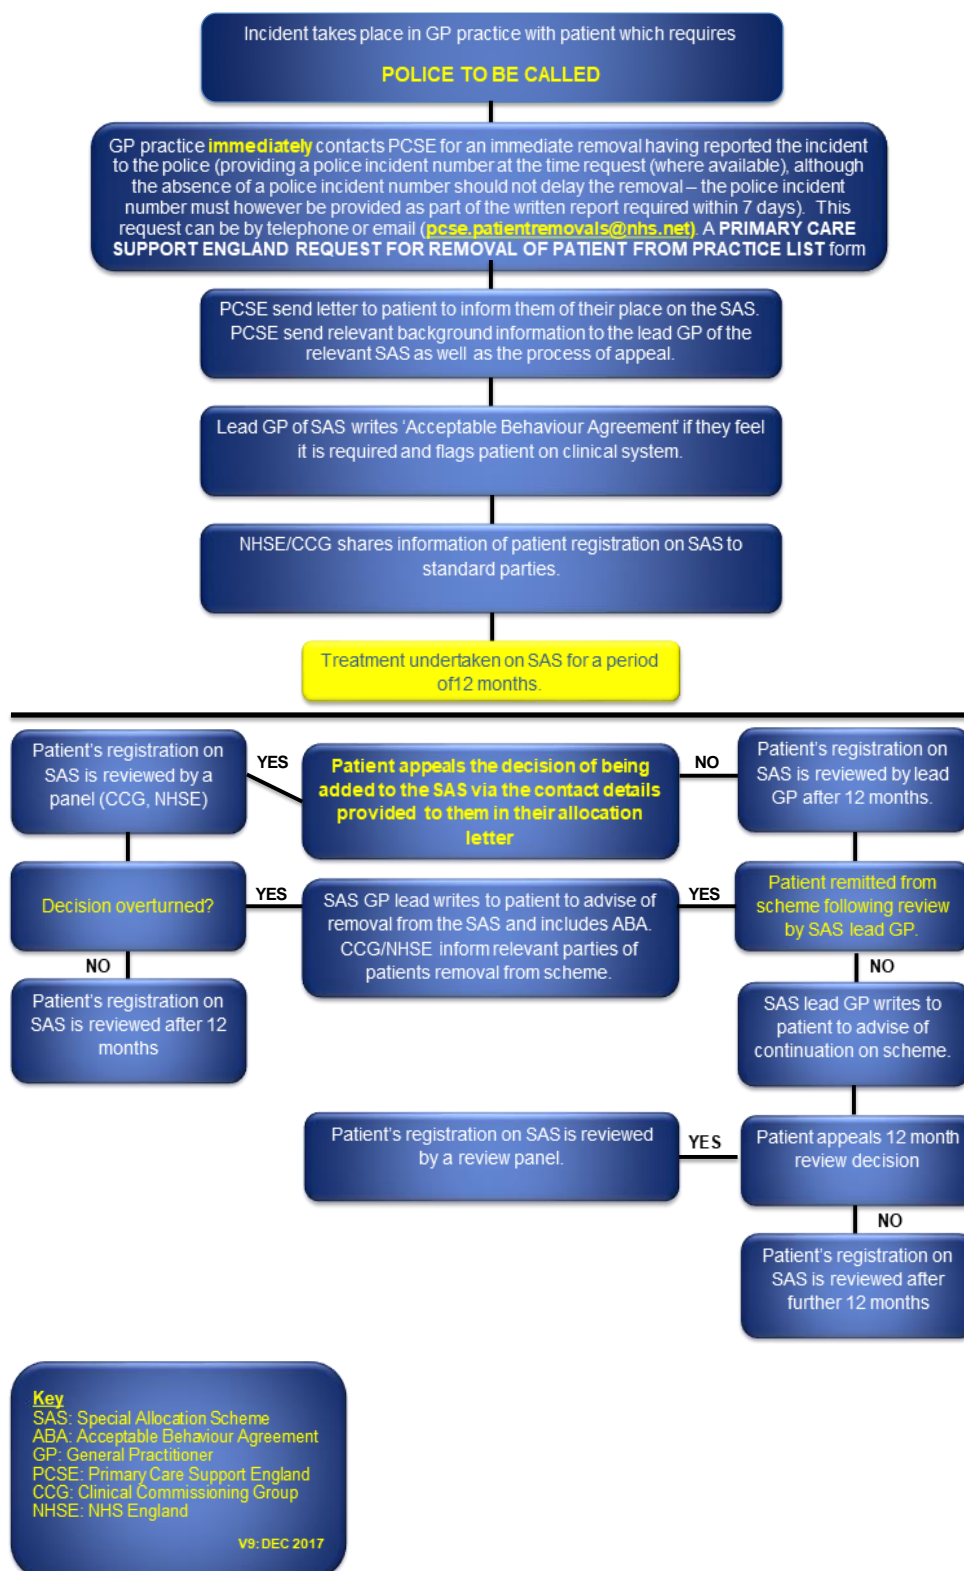 Incident takes place in GP practice with patient which requires
POLICE TO BE CALLED
GP practice immediately contacts PCSE for an immediate removal having reported the incident
to the police (providing a police incident number at the time request (where available), although
the absence of a police incident number should not delay the removal – the police incident
number must however be provided as part of the written report required within 7 days). This
request can be by telephone or email (pcse.patientremovals@nhs.net). A PRIMARY CARE
SUPPORT ENGLAND REQUEST FOR REMOVAL OF PATIENT FROM PRACTICE LIST form
PCSE send letter to patient to inform them of their place on the SAS.
PCSE send relevant background information to the lead GP of the
relevant SAS as well as the process of appeal.
Lead GP of SAS writes ‘Acceptable Behaviour Agreement’ if they feel
it is required and flags patient on clinical system.
NHSE/CCG shares information of patient registration on SAS to
standard parties.
Treatment undertaken on SAS for a period
of12 months.
Patient’s registration on
SAS is reviewed by a
panel (CCG, NHSE)
YES
Patient appeals the decision of being
added to the SAS via the contact details
provided to them in their allocation
letter
NO
Patient’s registration on
SAS is reviewed by lead
GP after 12 months.
Decision overturned?
YES
SAS GP lead writes to patient to advise of
removal from the SAS and includes ABA.
CCG/NHSE inform relevant parties of
patients removal from scheme.
YES
Patient remitted from
scheme following review
by SAS lead GP.
NO
Patient’s registration on
SAS is reviewed after 12
months
NO
SAS lead GP writes to
patient to advise of
continuation on scheme.
Patient’s registration on SAS is reviewed
by a review panel.
YES
Patient appeals 12 month
review decision
NO
Patient’s registration on
SAS is reviewed after
further 12 months
Key
SAS: Special Allocation Scheme
ABA: Acceptable Behaviour Agreement
GP: General Practitioner
PCSE: Primary Care Support England
CCG: Clinical Commissioning Group
NHSE: NHS England
V9: DEC 2017